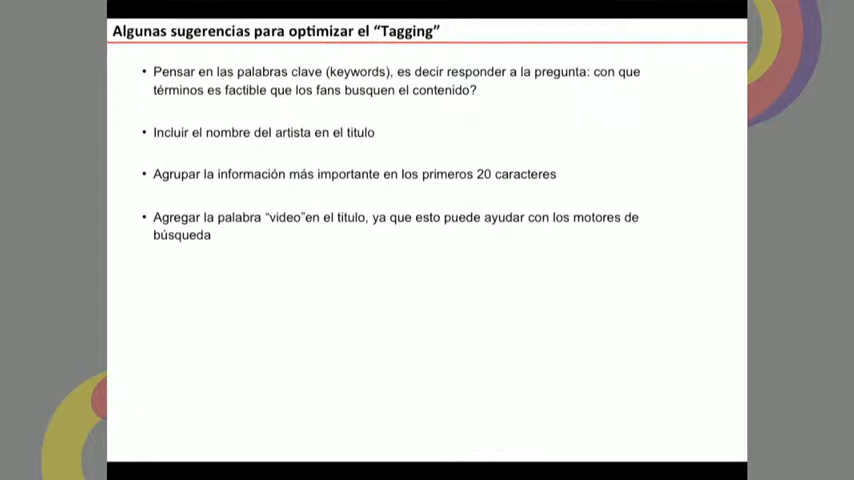 Algunas sugerencias para optimizar el “Tagging”
• Pensar en las palabras clave (keywords), es decir responder a la pregunta: con que
términos es factible que los fans busquen el contenido?
• Incluir el nombre del artista en el titulo
• Agrupar la información más importante en los primeros 20 caracteres
• Agregar la palabra “video”en el titulo, ya que esto puede ayudar con los motores de
búsqueda